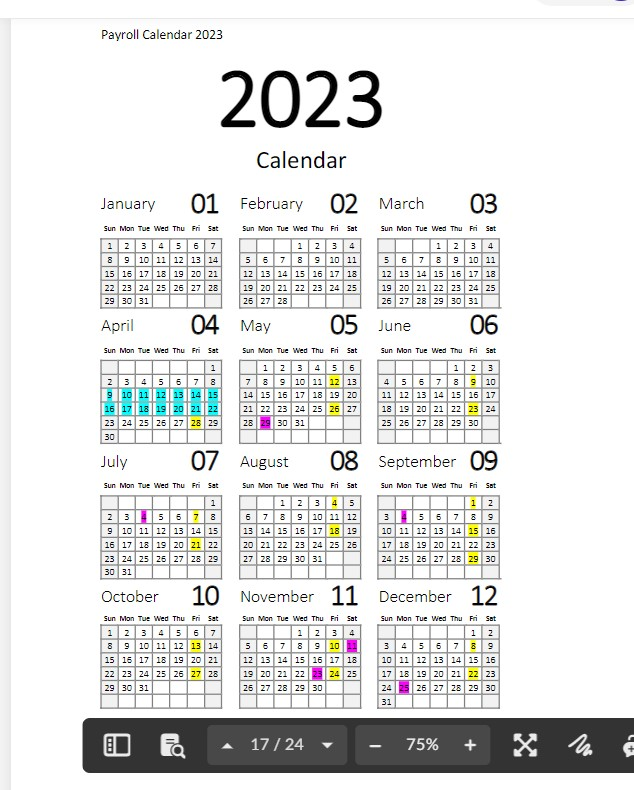 Payroll Calendar 2023
2023
Calendar
January 01 February 02 March 03
Sun Mon Tue Wed Thu Fri Sat Sun Mon Tue Wed Thu Fri Sat Sun Mon Tue Wed Thu Fri Sat
1 2 3 4 5 6 7 1 2 3 4 1 2 3 4
8 9 10 11 12 13 14 5 6 7 8 9 10 11 5 6 7 8 9 10 11
15 16 17 18 19 20 21 12 13 14 15 16 17 18 12 13 14 15 16 17 18
22 23 24 25 26 27 28 19 20 21 22 23 24 25 19 20 21 22 23 24 25
29 30 31 26 27 28 26 27 28 29 30 31
April 04 May 05 June 06
Sun Mon Tue Wed Thu Fri Sat Sun Mon Tue Wed Thu Fri Sat Sun Mon Tue Wed Thu Fri Sat
1 1 2 3 4 5 6 1 2 3
2 3 4 5 6 7 8 7 8 9 10 11 12 13 4 5 6 7 8 9 10
9 10 11 12 13 14 15 14 15 16 17 18 19 20 11 12 13 14 15 16 17
16 17 18 19 20 21 22 21 22 23 24 25 26 27 18 19 20 21 22 23 24
23 24 25 26 27 28 29 28 29 30 31 25 26 27 28 29 30
30
July 07 August 08 September 09
Sun Mon Tue Wed Thu Fri Sat Sun Mon Tue Wed Thu Fri Sat Sun Mon Tue Wed Thu Fri Sat
1 1 2 3 4 5 1 2
2 3 4 5 6 7 8 6 7 8 9 10 11 12 3 4 5 6 7 8 9
9 10 11 12 13 14 15 13 14 15 16 17 18 19 10 11 12 13 14 15 16
16 17 18 19 20 21 22 20 21 22 23 24 25 26 17 18 19 20 21 22 23
23 24 25 26 27 28 29 27 28 29 30 31 24 25 26 27 28 29 30
30 31
October 10 November 11 December 12
Sun Mon Tue Wed Thu Fri Sat Sun Mon Tue Wed Thu Fri Sat Sun Mon Tue Wed Thu Fri Sat
1 2 3 4 5 6 7 1 2 3 4 1 2
8 9 10 11 12 13 14 5 6 7 8 9 10 11 3 4 5 6 7 8 9
15 16 17 18 19 20 21 12 13 14 15 16 17 18 10 11 12 13 14 15 16
22 23 24 25 26 27 28 19 20 21 22 23 24 25 17 18 19 20 21 22 23
29 30 31 26 27 28 29 30 24 25 26 27 28 29 30
31
17 / 24 75%